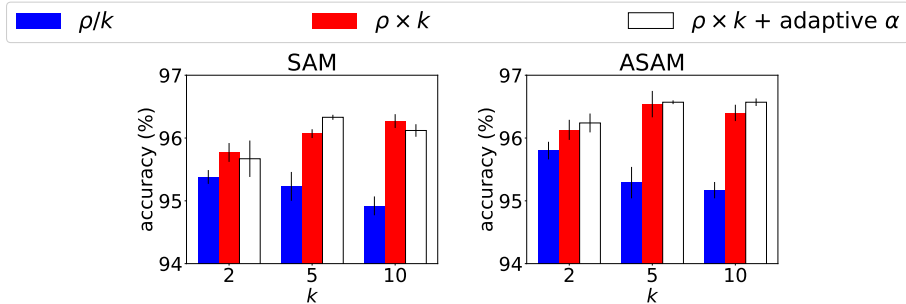 ρ/k ρ × k ρ × k + adaptive α
SAM
97
96
95
94
accuracy (%)
2 5 10
k
ASAM
97
96
95
94
accuracy (%)
2 5 10
k